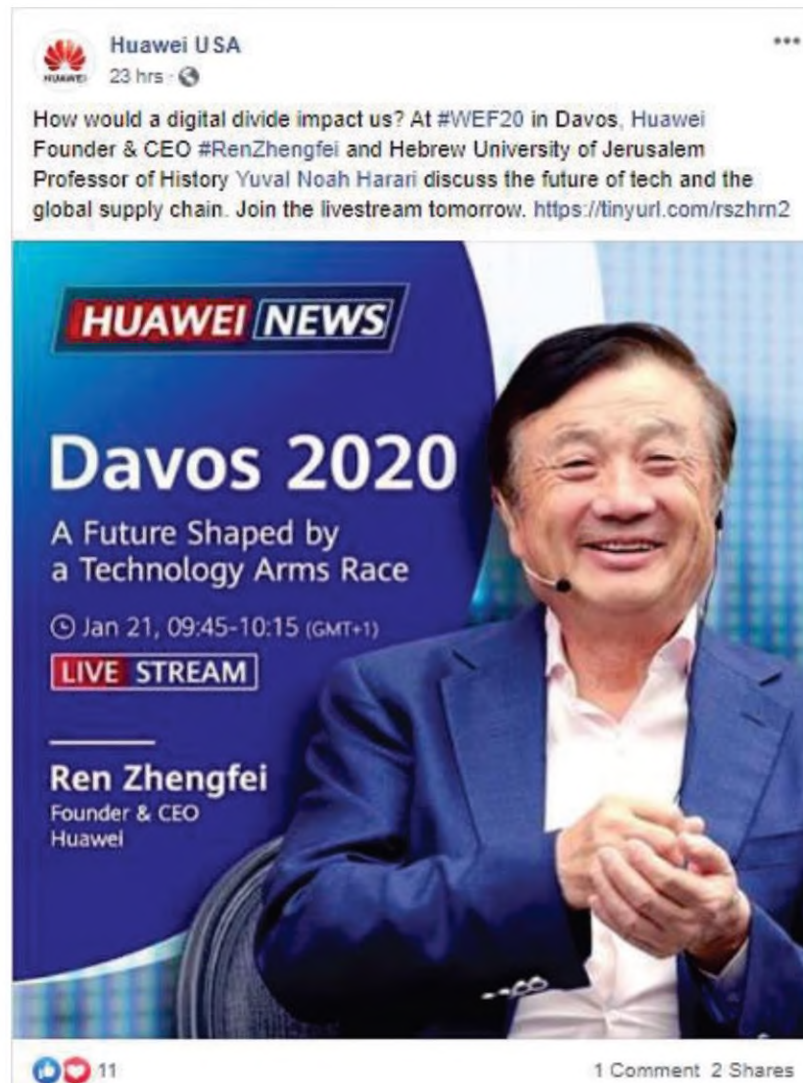 Huawei USA
HUAWEI
23 hrs ·
How would a digital divide impact us? At #WEF20 in Davos, Huawei
Founder & CEO #RenZhengfei and Hebrew University of Jerusalem
Professor of History Yuval Noah Harari discuss the future of tech and the
global supply chain. Join the livestream tomorrow. https://tinyurl.com/rszhrn2
HUAWEI NEWS
Davos 2020
A Future Shaped by
a Technology Arms Race
Jan 21, 09:45-10:15 (GMT+1)
LIVE STREAM
Ren Zhengfei
Founder & CEO
Huawei
11
1 Comment 2 Shares